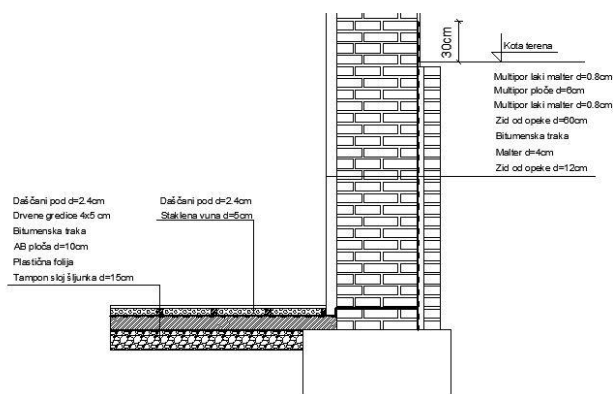 30cm
Kota terena
Multipor laki malter d=0.8cm
Multipor ploče d=6cm
Multipor laki malter d=0.8cm
Zid od opeke d=60cm
Bitumenska traka
Malter d=4cm
Zid od opeke d=12cm
Daščani pod d=2.4cm
Drvene gredice 4x5 cm
Bitumenska traka
AB ploča d=10cm
Plastična folija
Tampon sloj šljunka d=15cm
Daščani pod d=2.4cm
Staklena vuna d=5cm